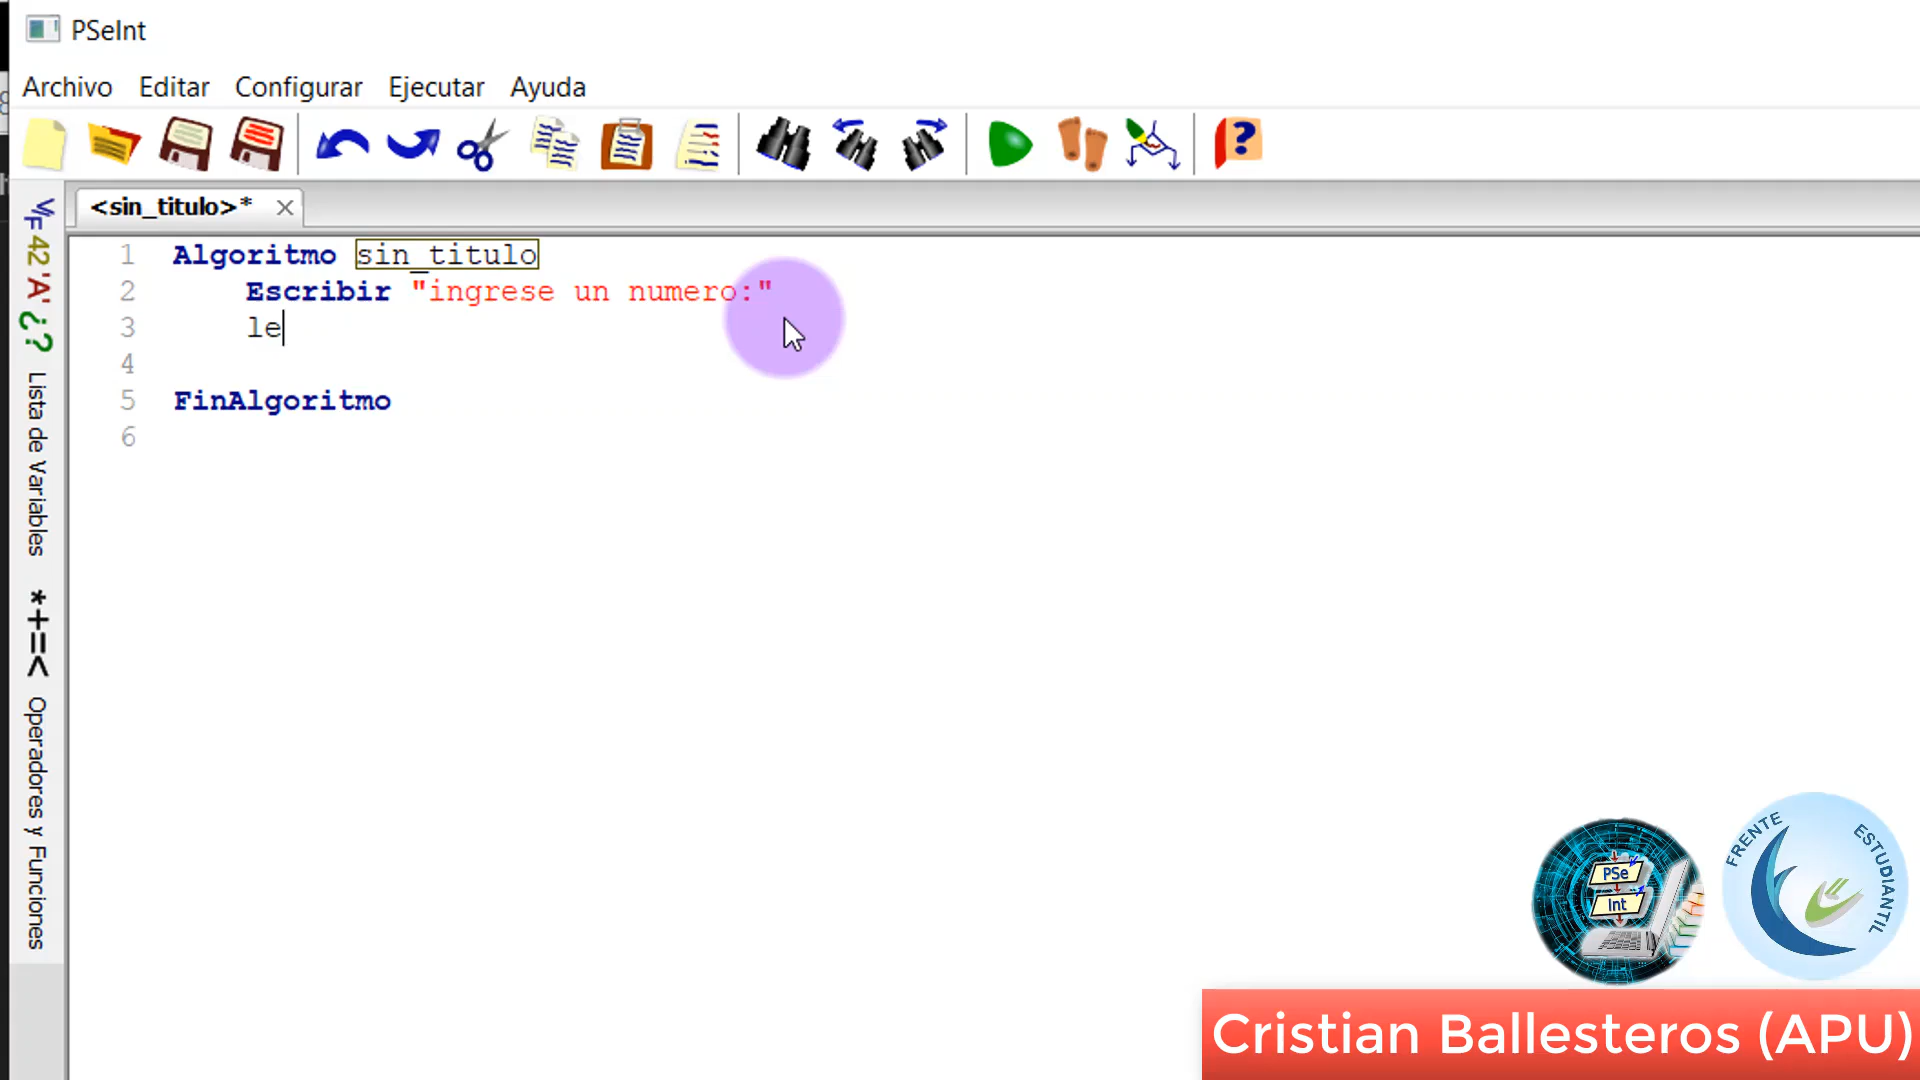 PSeInt
Archivo Editar Configurar Ejecutar Ayuda
<sin_titulo>*
1 Algoritmo sin_titulo
2 Escribir "ingrese un numero:"
3 le
4
5 FinAlgoritmo
6
42 'A' ¿? Lista de Variables
*+=< Operadores y Funciones
PSe
Int
FRENTE ESTUDIANTIL
Cristian Ballesteros (APU)